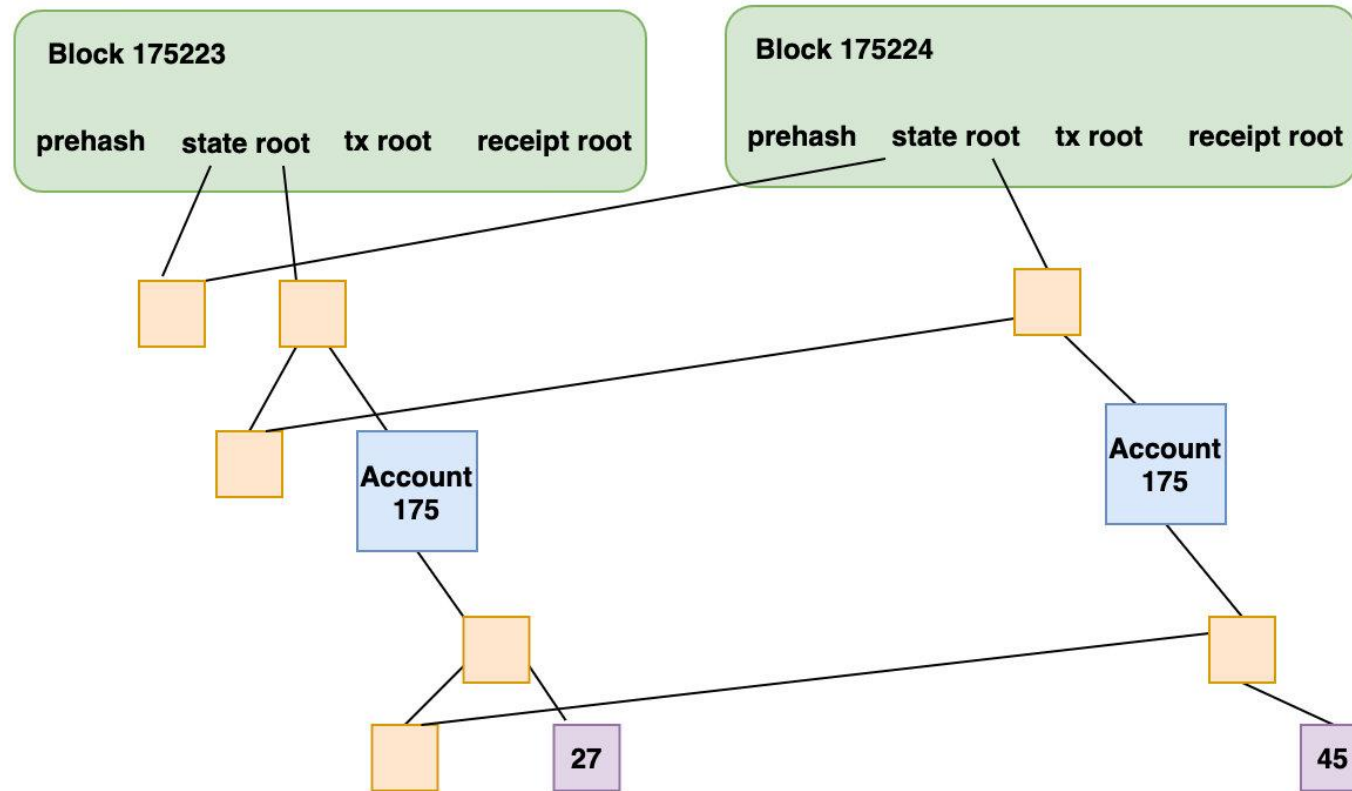 Block 175223
prehash state root tx root receipt root
Block 175224
prehash state root tx root receipt root
Account
175
Account
175
27
45